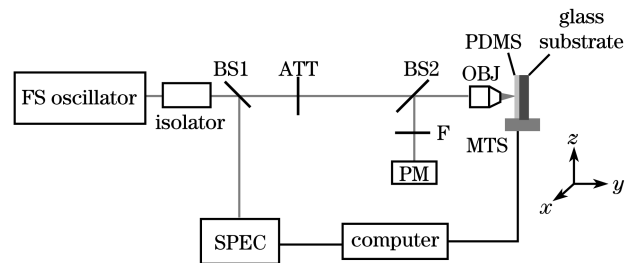 glass
PDMS substrate
BS1 ATT BS2 OBJ
FS oscillator
isolator
F
MTS
PM
z
y
x
SPEC
computer